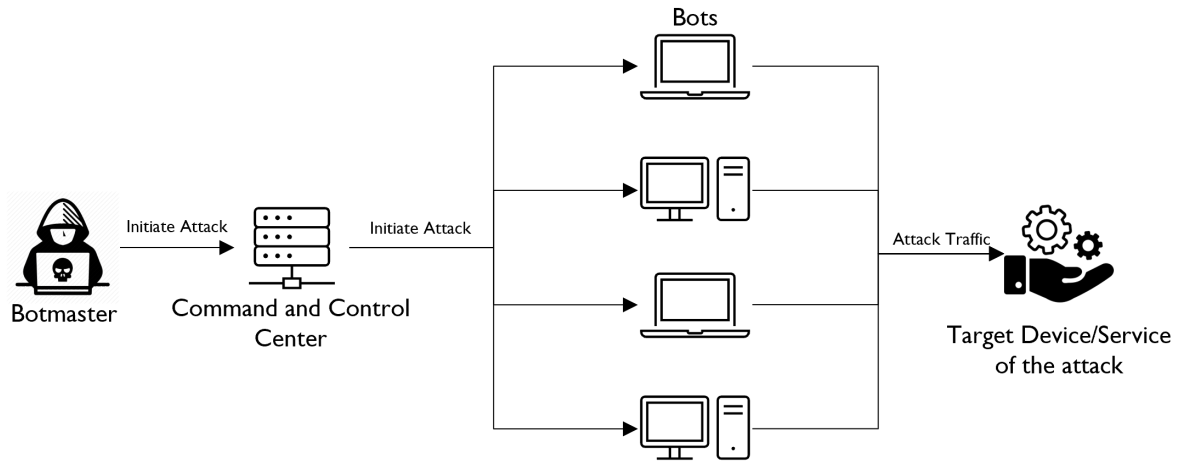 Bots
Initiate Attack
Initiate Attack
Attack Traffic
Botmaster
Command and Control
Center
Target Device/Service
of the attack